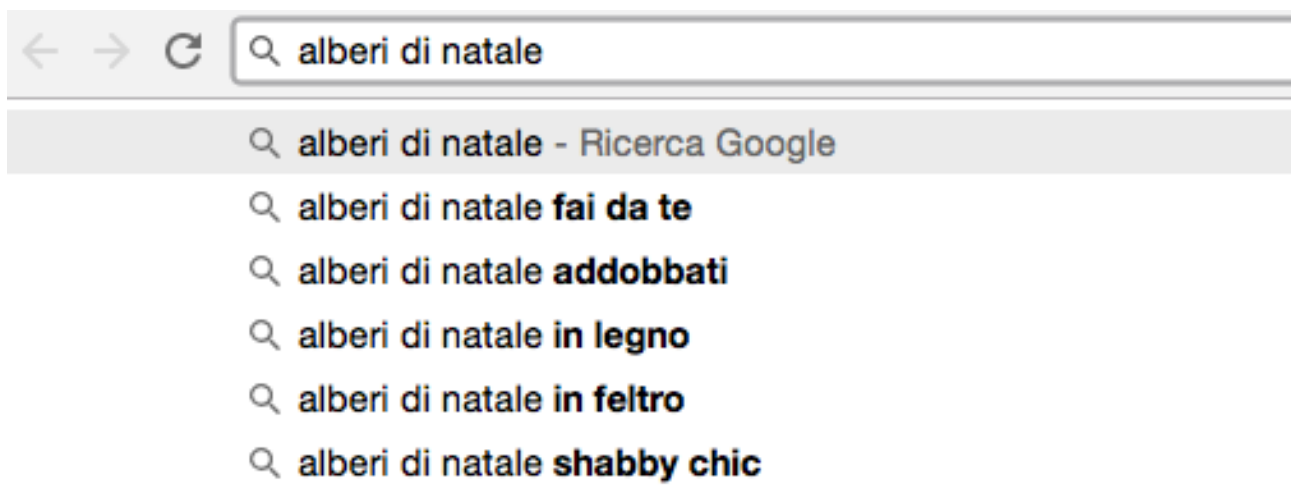 alberi di natale
alberi di natale - Ricerca Google
alberi di natale fai da te
alberi di natale addobbati
alberi di natale in legno
alberi di natale in feltro
alberi di natale shabby chic